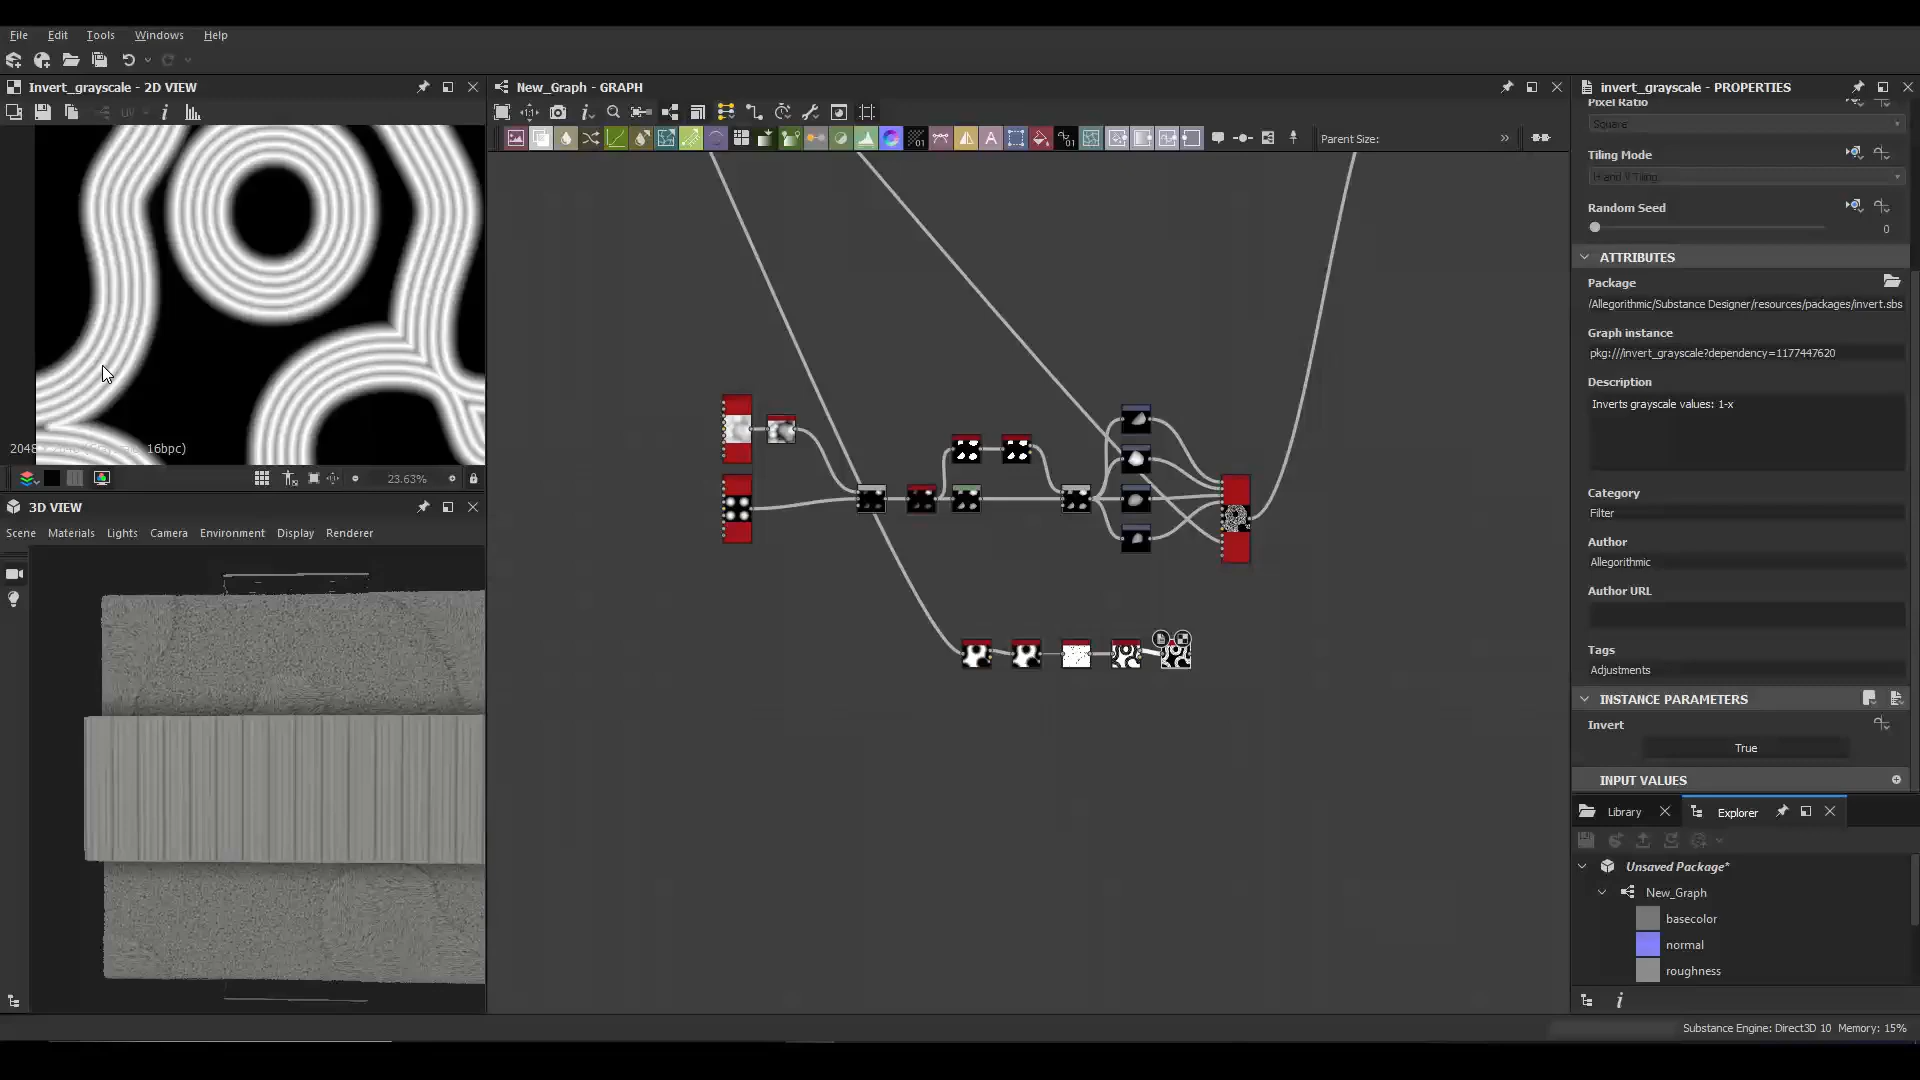 File Edit Tools Windows Help
Invert_grayscale - 2D VIEW
New_Graph - GRAPH
invert_grayscale - PROPERTIES
Pixel Ratio
Square
Parent Size:
Tiling Mode
H and V Tiling
Random Seed
0
ATTRIBUTES
Package
/Allegorithmic/Substance Designer/resources/packages/invert.sbs
Graph instance
pkg:///invert_grayscale?dependency=1177447620
Description
Inverts grayscale values: 1-x
16bpc)
23.63%
3D VIEW
Scene Materials Lights Camera Environment Display Renderer
Category
Filter
Author
Allegorithmic
Author URL
Tags
Adjustments
INSTANCE PARAMETERS
Invert
True
INPUT VALUES
Library
Explorer
Unsaved Package*
New_Graph
basecolor
normal
roughness
Substance Engine: Direct3D 10 Memory: 15%